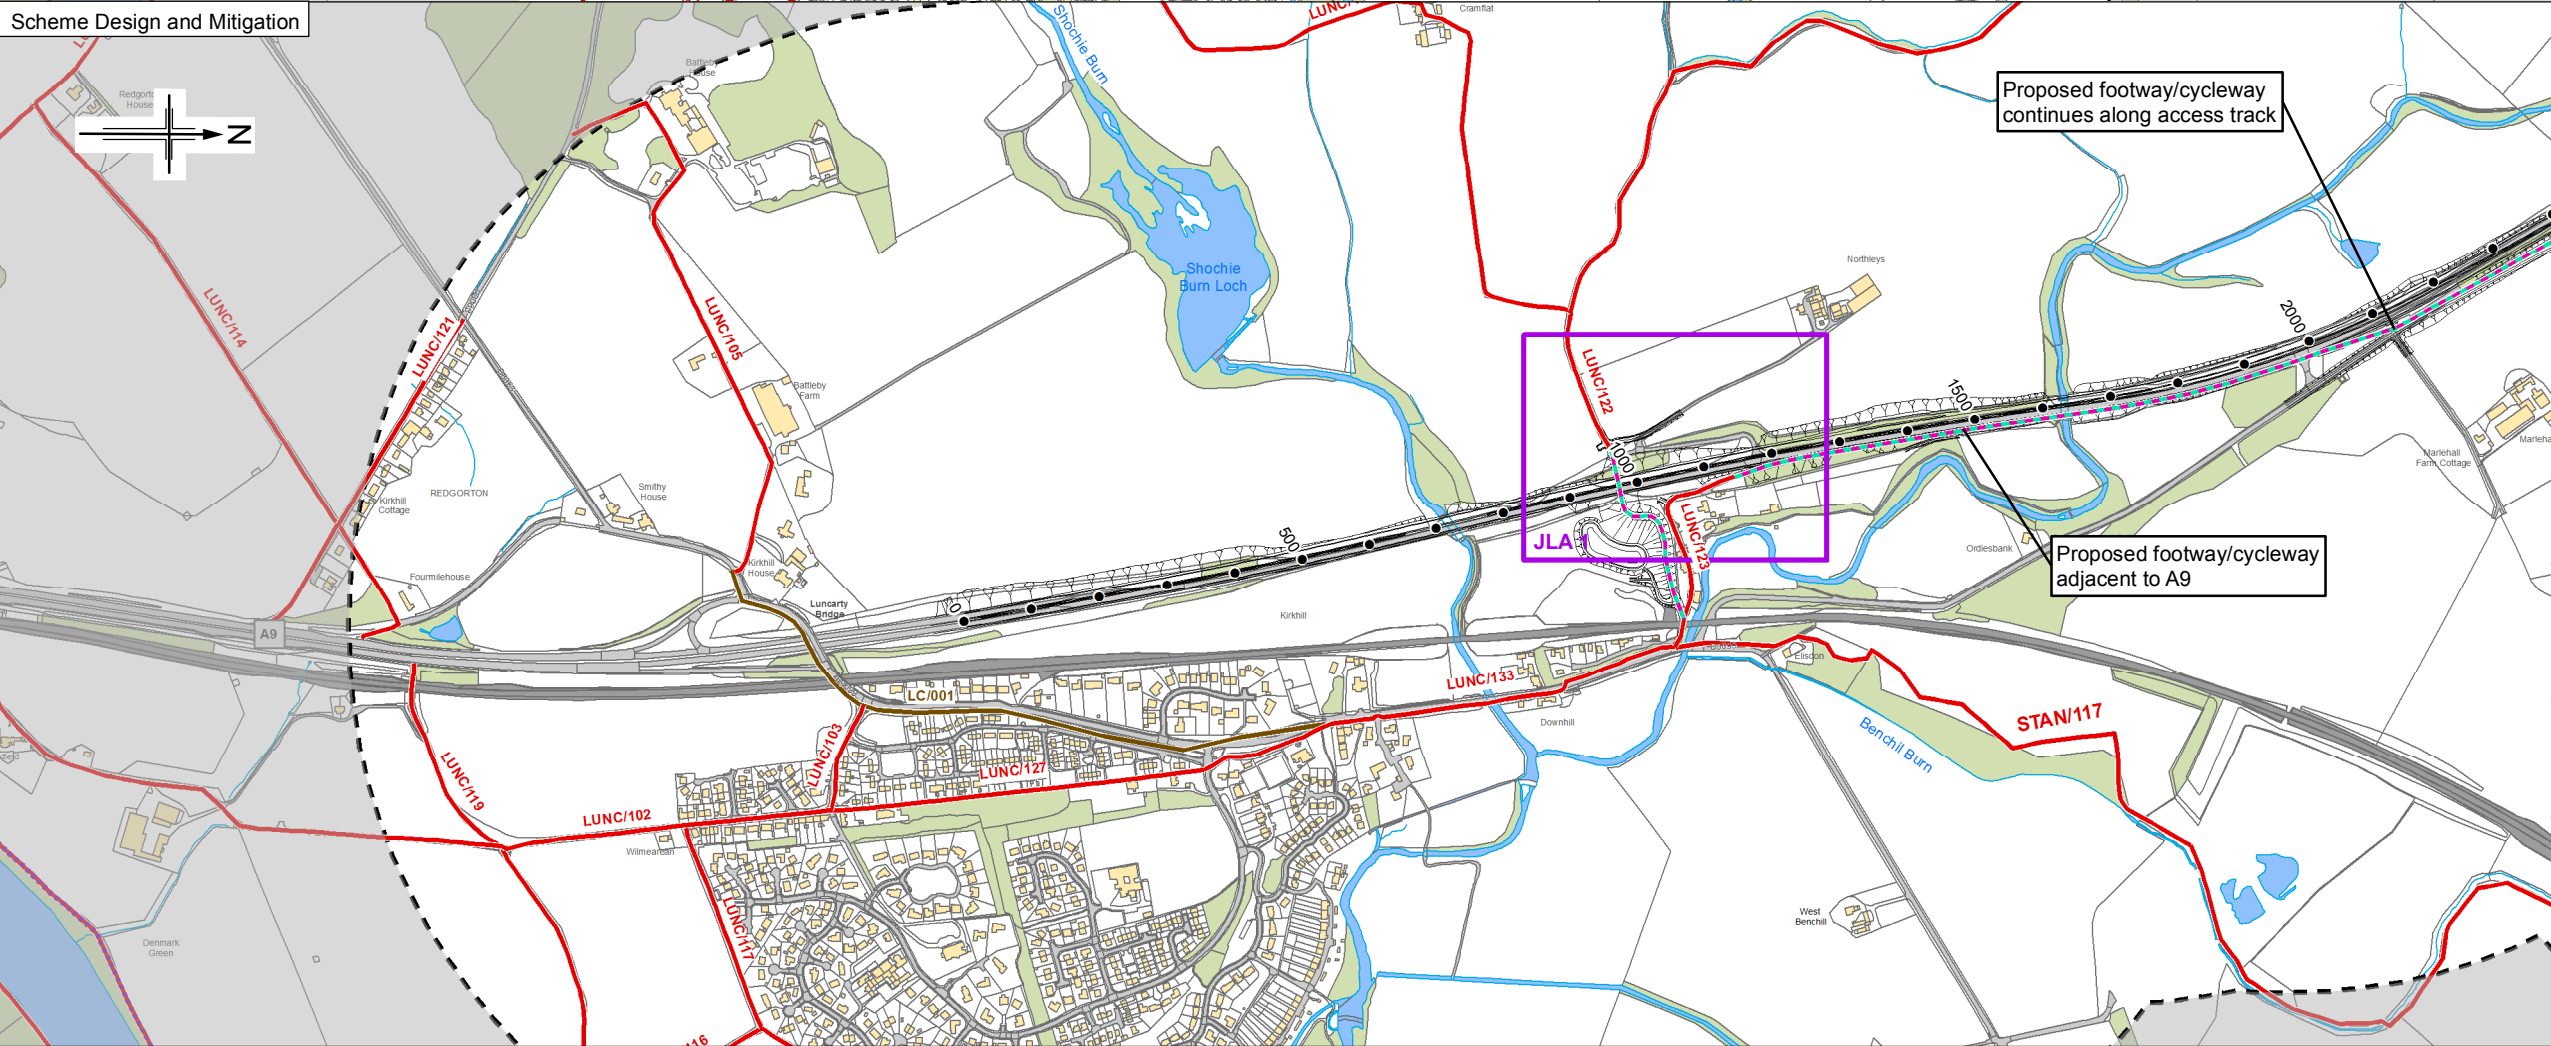 Scheme Design and Mitigation
N
Battleby
House
Shochie Burn
Cramflat
Proposed footway/cycleway
continues along access track
LUNC/114
LUNC/121
LUNC/105
Shochie
Burn Loch
Northleys
LUNC/122
2000
1500
1000
Battleby
Farm
REDGORTON
Kirkhill
Cottage
Smithy
House
500
0
JLA 1
LUNC/123
Marlehall
Farm Cottage
Ordiesbank
Proposed footway/cycleway
adjacent to A9
Fourmilehouse
Kirkhill
House
Luncarty
Bridge
Kirkhill
A9
Ellsdon
LC/001
LUNC/133
Downhill
STAN/117
Benchil Burn
LUNC/119
LUNC/103
LUNC/127
LUNC/102
Wilmearean
LUNC/117
West
Benchill
Denmark
Green